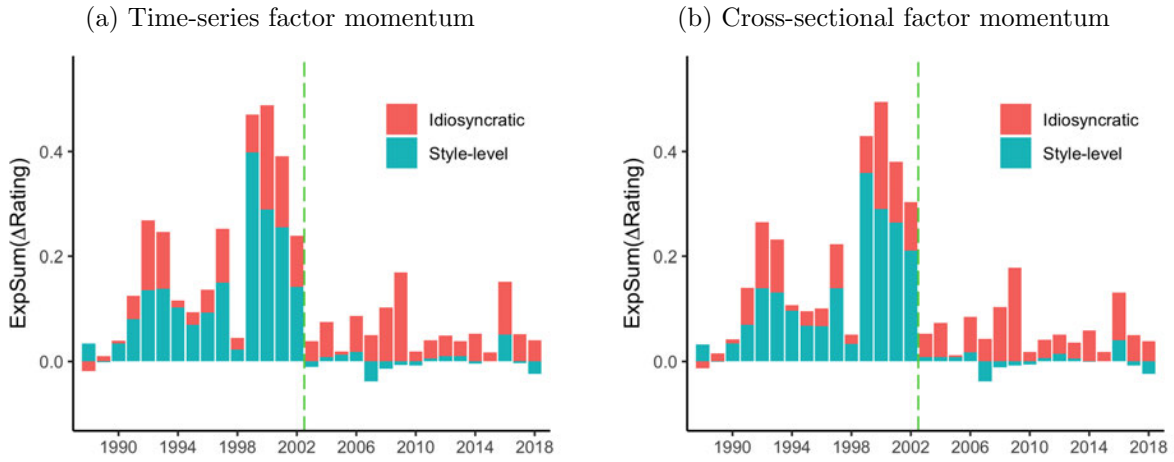 (a) Time-series factor momentum
ExpSum(ΔRating)
0.4
0.2
0.0
Idiosyncratic
Style-level
1990 1994 1998 2002 2006 2010 2014 2018
(b) Cross-sectional factor momentum
ExpSum(ΔRating)
0.4
0.2
0.0
Idiosyncratic
Style-level
1990 1994 1998 2002 2006 2010 2014 2018